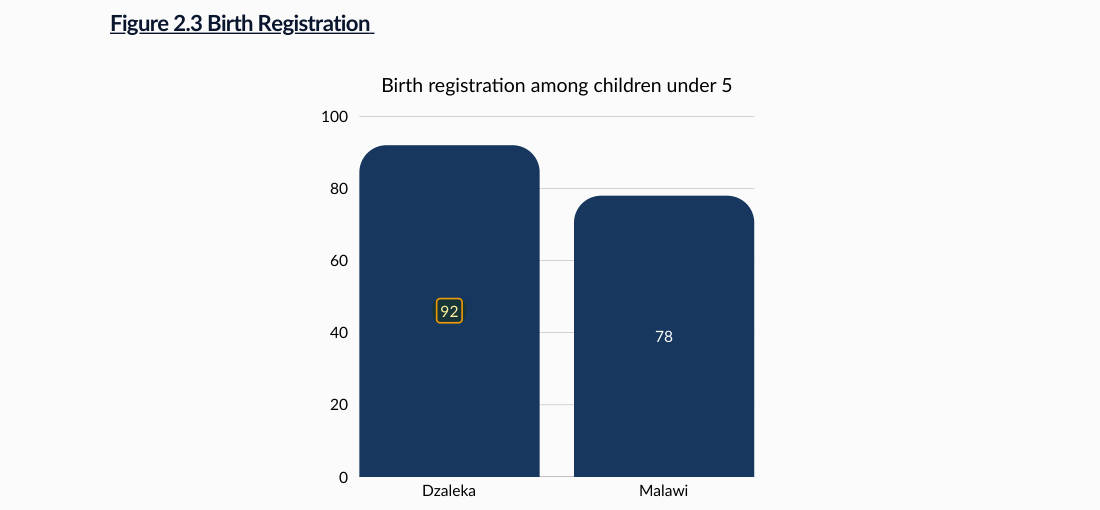 Figure 2.3 Birth Registration
Birth registration among children under 5
100
80
60
40
20
0
92
78
Dzaleka
Malawi